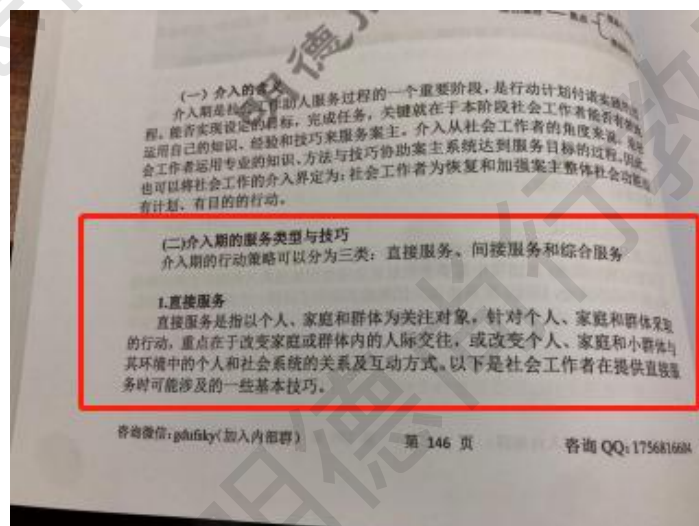 (一) 介入的含义
介入期是社会工作助人服务过程的一个重要阶段,是行动计划付诸实践的过
程。能否实现设定的目标,完成任务,关键就在于本阶段社会工作者能否有效地
运用自己的知识、经验和技巧来服务案主。介入从社会工作者的角度来说,是社
会工作者运用专业的知识、方法与技巧协助案主系统达到服务目标的过程。因此,
也可以将社会工作的介入界定为:社会工作者为恢复和加强案主整体社会功能
有计划、有目的的行动。
(二)介入期的服务类型与技巧
介入期的行动策略可以分为三类:直接服务、间接服务和综合服务
1.直接服务
直接服务是指以个人、家庭和群体为关注对象,针对个人、家庭和群体采取
的行动,重点在于改变家庭或群体内的人际交往,或改变个人、家庭和小群体与
其环境中的个人和社会系统的关系及互动方式。以下是社会工作者在提供直接服
务时可能涉及的一些基本技巧。
咨询微信:gdufsky(加入内部群)
第 146 页
咨询 QQ:1756816604